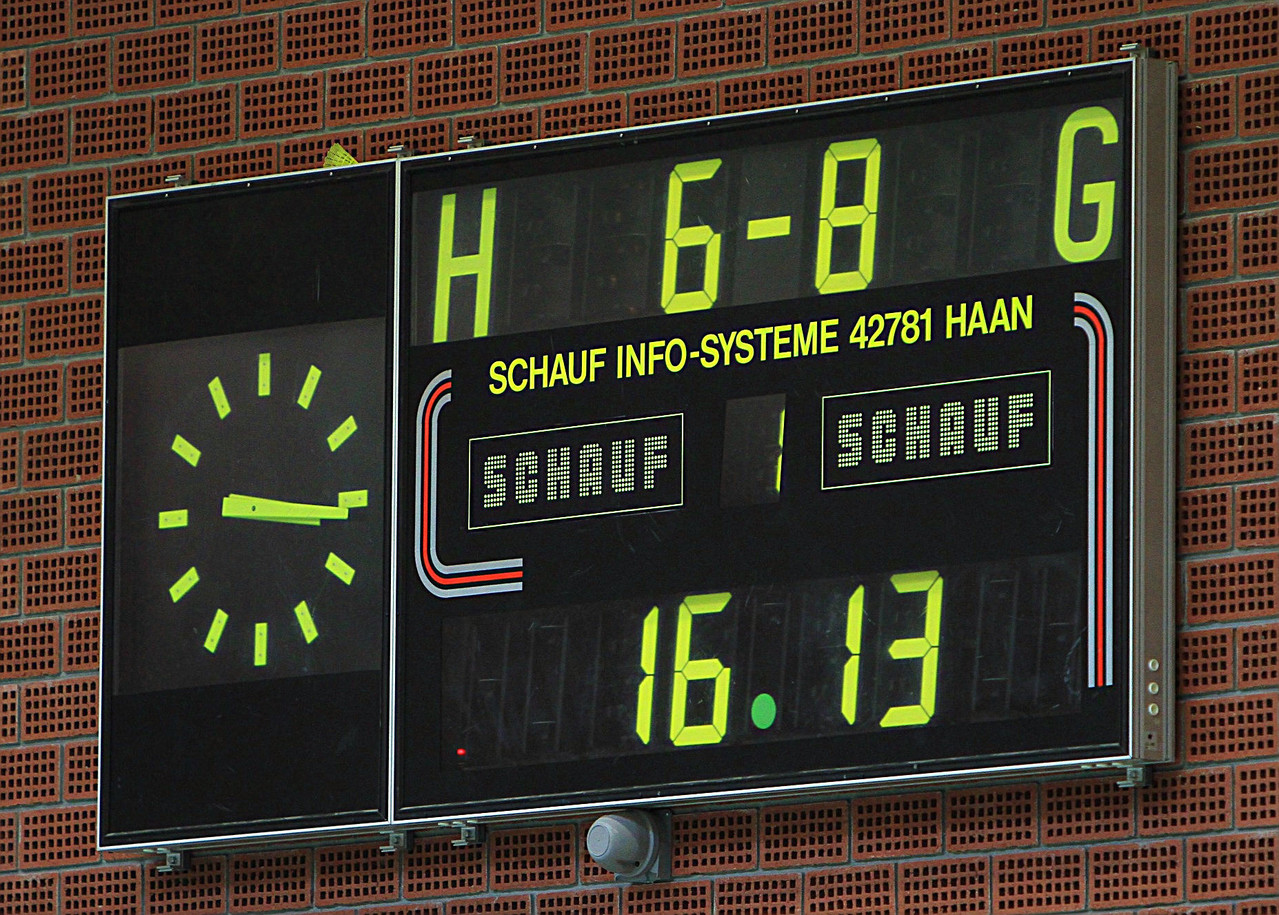 H 6-8 G
SCHAUF INFO-SYSTEME 42781 HAAN
SCHAUF 1 SCHAUF
16.13